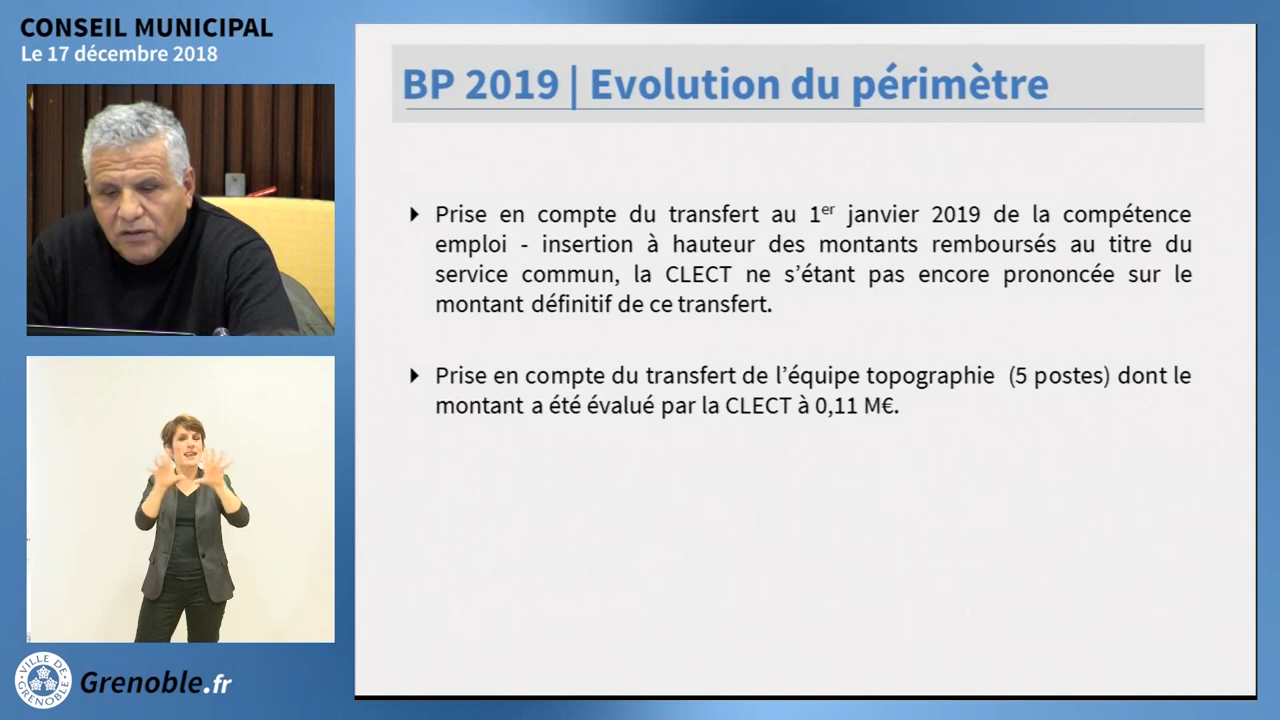 CONSEIL MUNICIPAL
Le 17 décembre 2018
BP 2019 | Evolution du périmètre
Prise en compte du transfert au 1er janvier 2019 de la compétence
emploi - insertion à hauteur des montants remboursés au titre du
service commun, la CLECT ne s'étant pas encore prononcée sur le
montant définitif de ce transfert.
Prise en compte du transfert de l'équipe topographie (5 postes) dont le
montant a été évalué par la CLECT à 0,11 M€.
VILLE DE GRENOBLE
Grenoble.fr